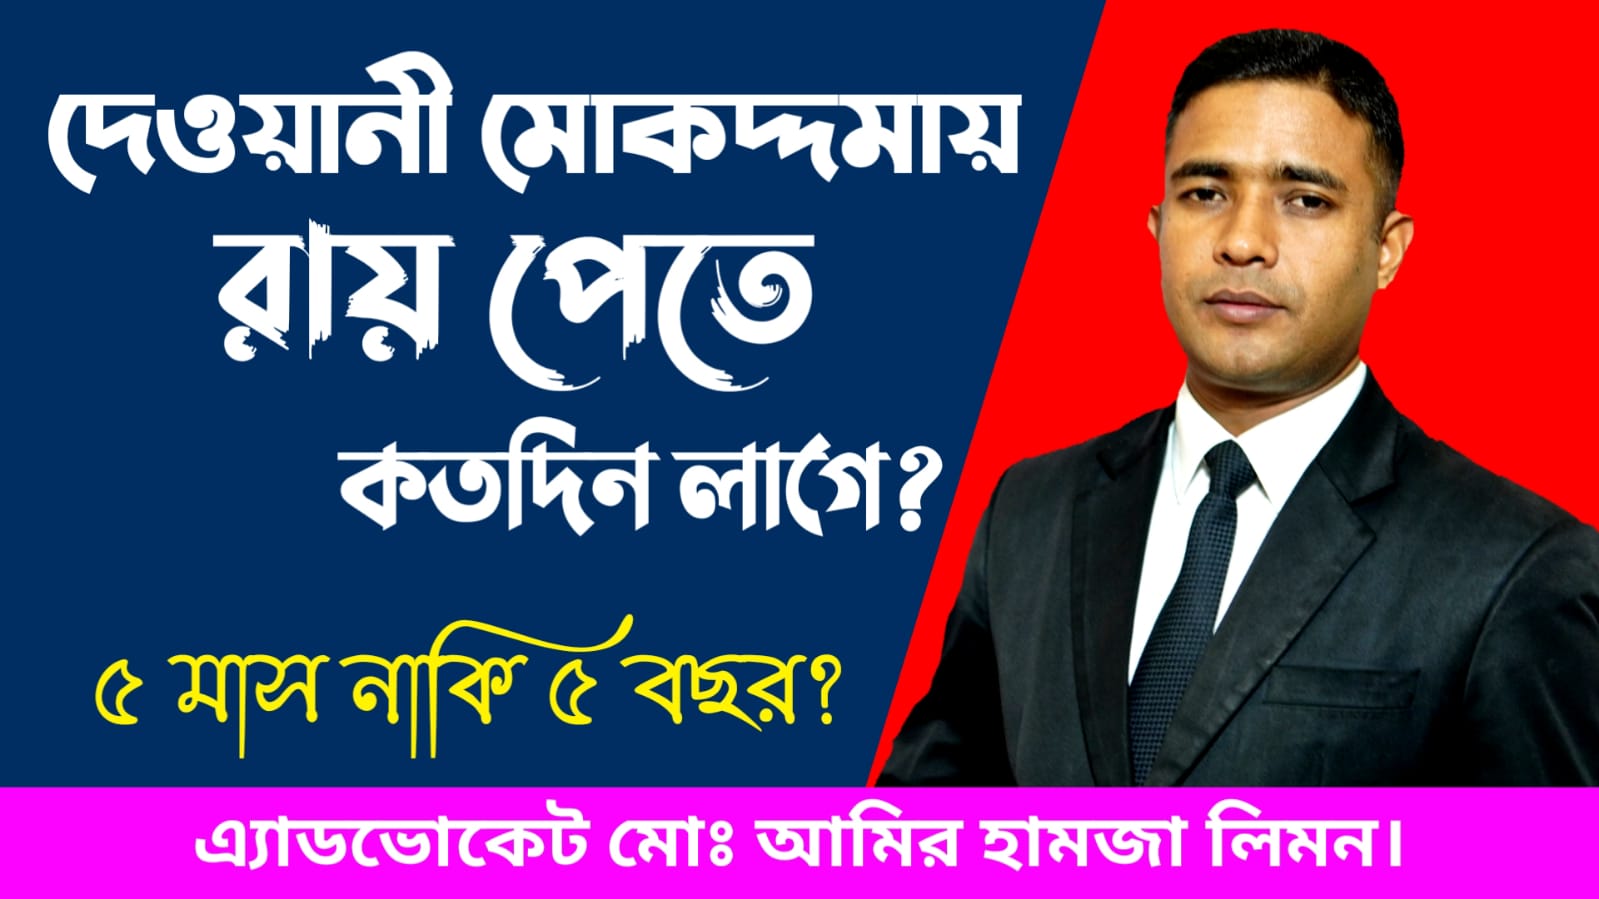 দেওয়ানী মোকদ্দমায়
রায় পেতে
কতদিন লাগে?
৫ মাস নাকি ৫ বছর?
এ্যাডভোকেট মোঃ আমির হামজা লিমন।